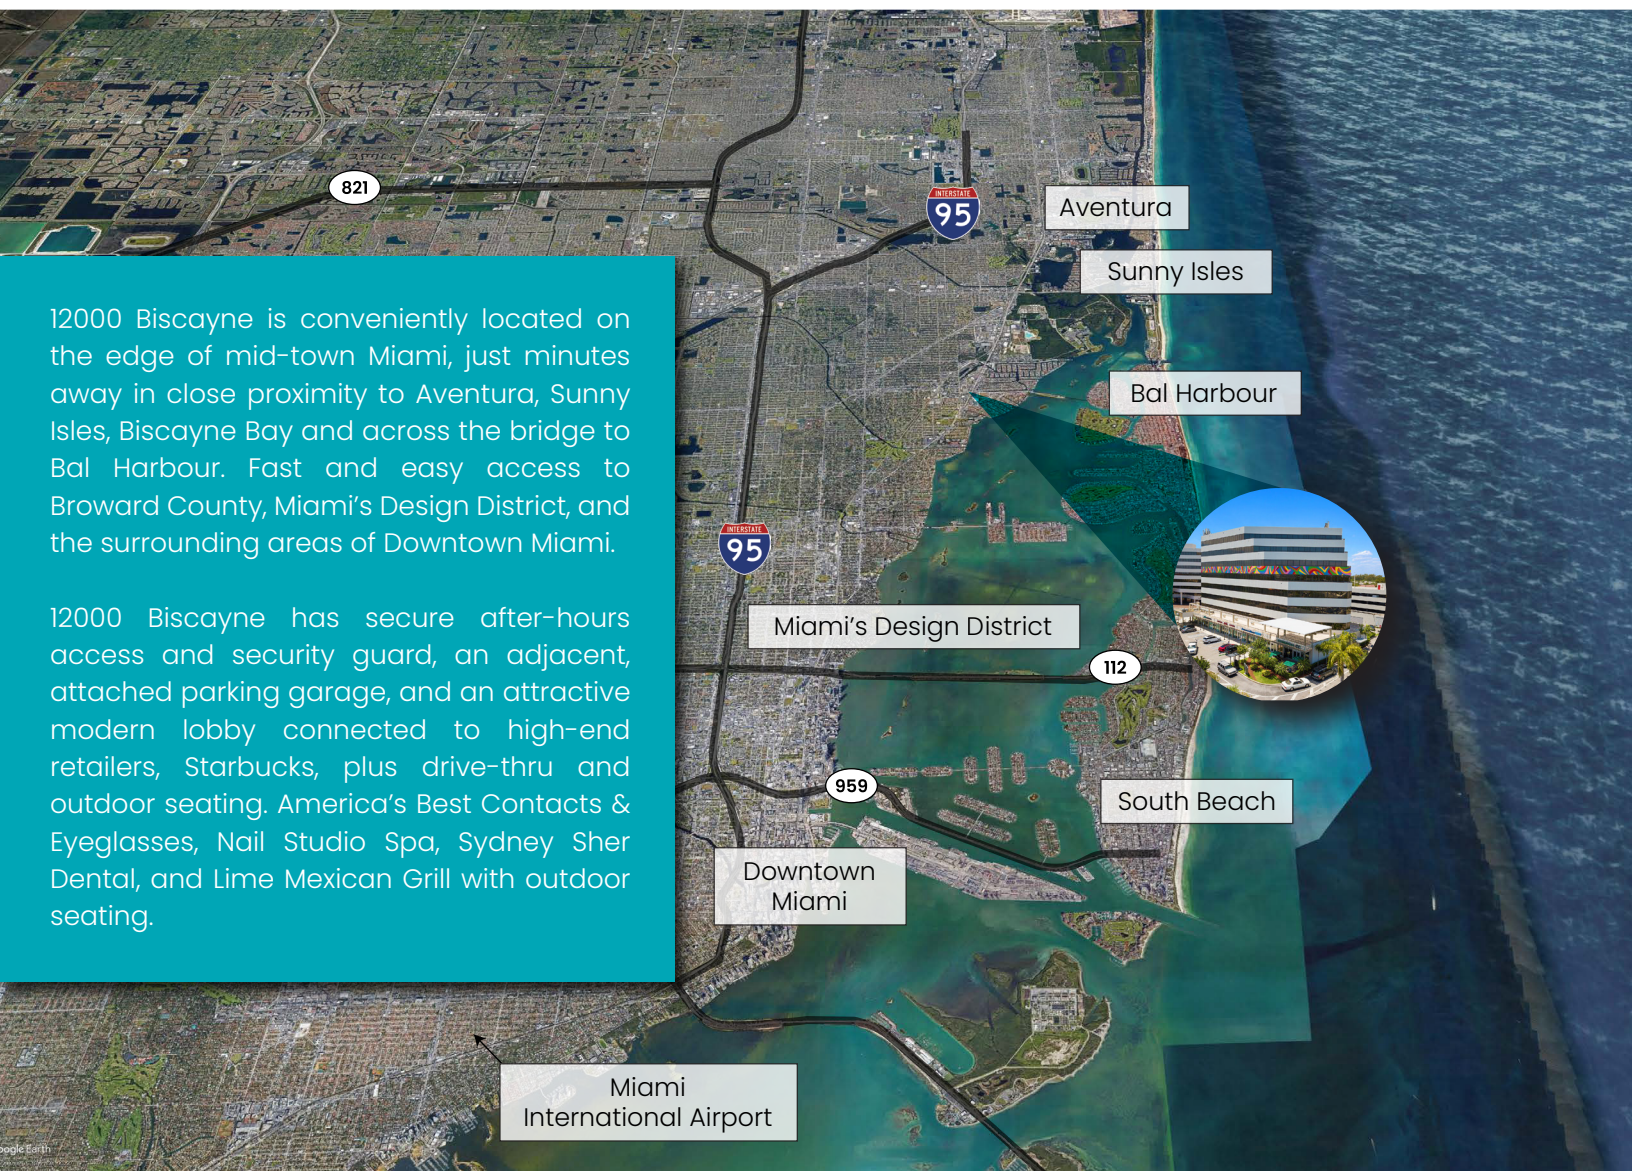 821
INTERSTATE
95
Aventura
Sunny Isles
Bal Harbour
12000 Biscayne is conveniently located on
the edge of mid-town Miami, just minutes
away in close proximity to Aventura, Sunny
Isles, Biscayne Bay and across the bridge to
Bal Harbour. Fast and easy access to
Broward County, Miami’s Design District, and
the surrounding areas of Downtown Miami.
12000 Biscayne has secure after-hours
access and security guard, an adjacent,
attached parking garage, and an attractive
modern lobby connected to high-end
retailers, Starbucks, plus drive-thru and
outdoor seating. America’s Best Contacts &
Eyeglasses, Nail Studio Spa, Sydney Sher
Dental, and Lime Mexican Grill with outdoor
seating.
INTERSTATE
95
Miami’s Design District
112
959
South Beach
Downtown
Miami
Miami
International Airport
oogle Earth